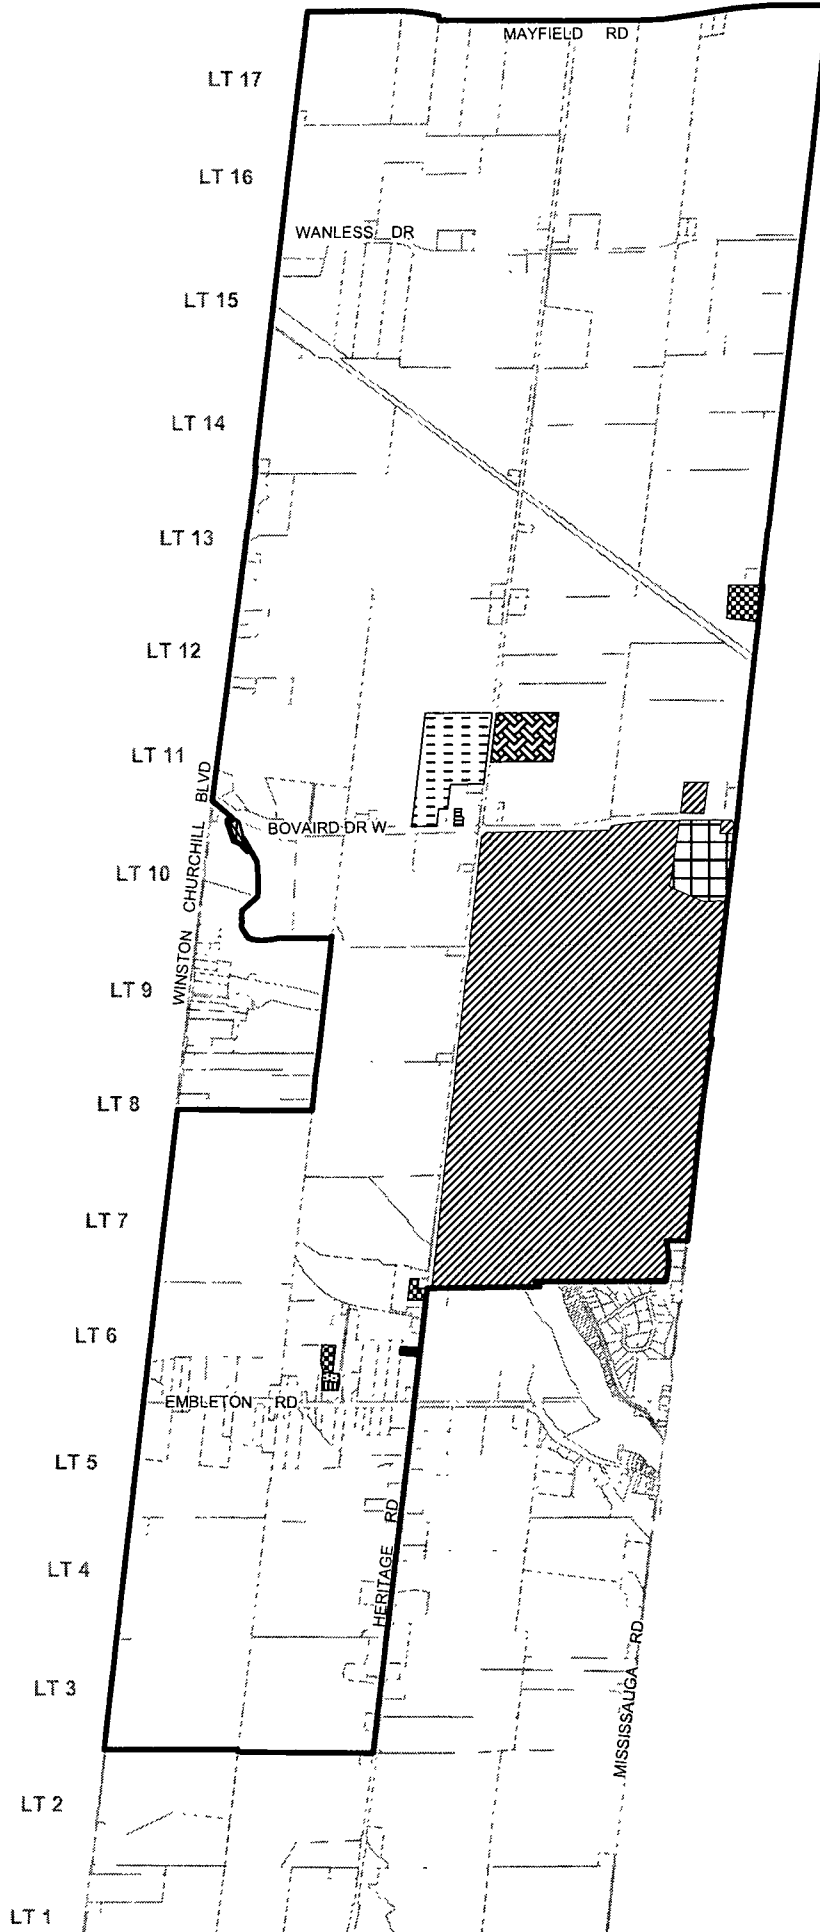 MAYFIELD RD
LT 17
LT 16
WANLESS DR
LT 15
LT 14
LT 13
LT 12
LT 11
WINSTON CHURCHILL BLVD
BOVAIRD DR W
LT 10
LT 9
LT 8
LT 7
LT 6
EMBLETON RD
LT 5
HERITAGE RD
LT 4
MISSISSAUGA RD
LT 3
LT 2
LT 1